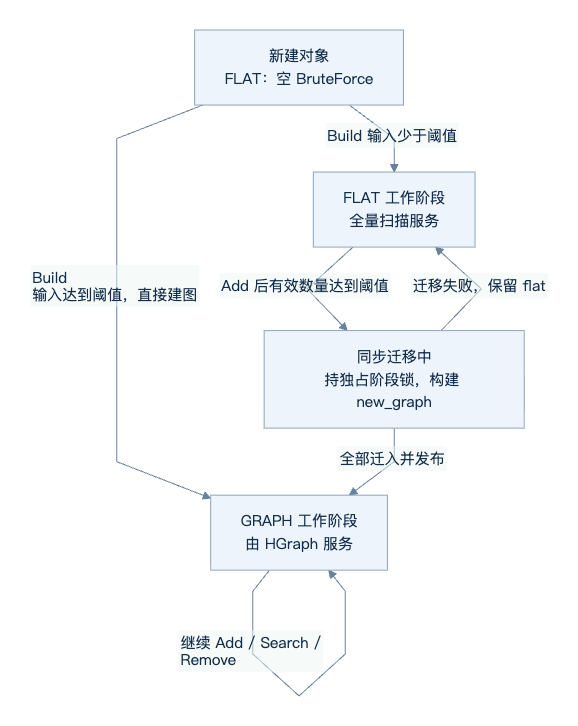 新建对象
FLAT：空 BruteForce
Build 输入少于阈值
FLAT 工作阶段
全量扫描服务
Build
输入达到阈值，直接建图
Add 后有效数量达到阈值
迁移失败，保留 flat
同步迁移中
持独占阶段锁，构建
new_graph
全部迁入并发布
GRAPH 工作阶段
由 HGraph 服务
继续 Add / Search /
Remove